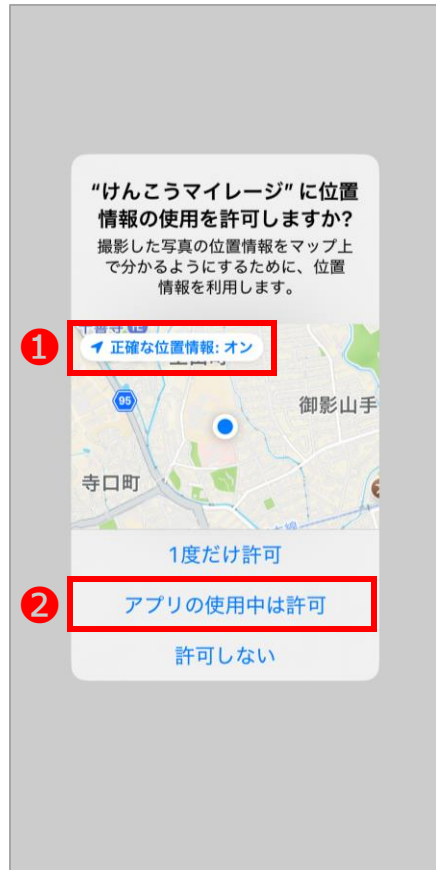 “けんこうマイレージ” に位置
情報の使用を許可しますか?
撮影した写真の位置情報をマップ上
で分かるようにするために、位置
情報を利用します。
1
正確な位置情報: オン
95
御影山手
寺口町
1度だけ許可
2
アプリの使用中は許可
許可しない